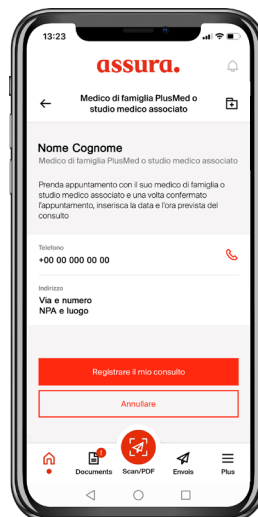 13:23
assura.
Medico di famiglia PlusMed o
studio medico associato
Nome Cognome
Medico di famiglia PlusMed o studio medico associato
Prenda appuntamento con il suo medico di famiglia o
studio medico associato e una volta confermato
l'appuntamento, inserisca la data e l'ora prevista del
consulto
Telefono
+00 00 000 00 00
Indirizzo
Via e numero
NPA e luogo
Registrare il mio consulto
Annullare
Documents Scan/PDF Envois Plus